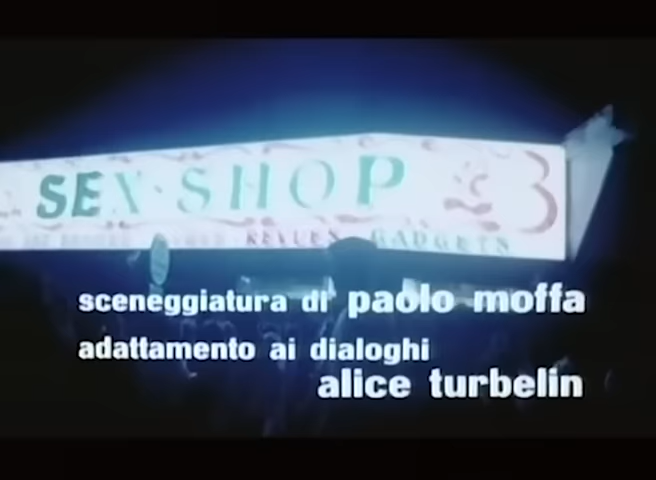 SEX·SHOP
REVUES GADGETS
sceneggiatura di paolo moffa
adattamento ai dialoghi
alice turbelin